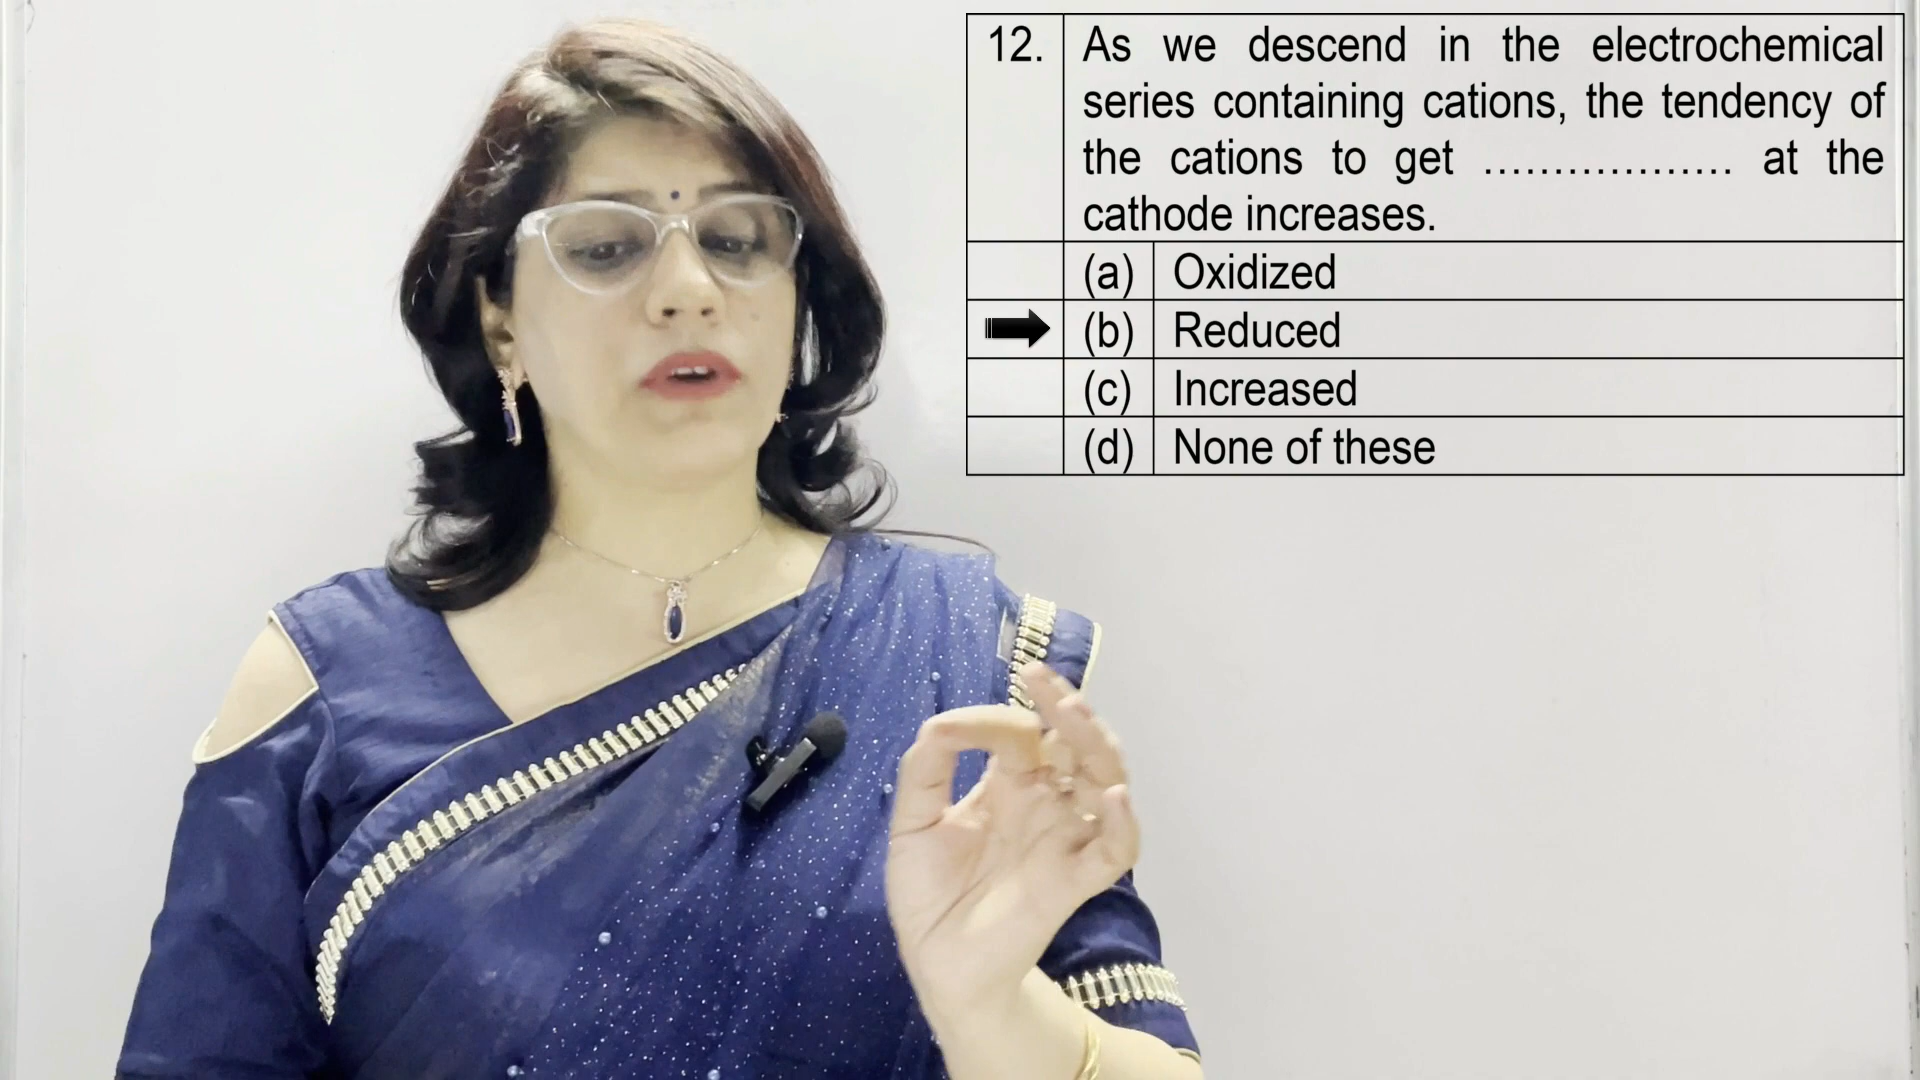 12. As we descend in the electrochemical
series containing cations, the tendency of
the cations to get .................. at the
cathode increases.
(a) Oxidized
(b) Reduced
(c) Increased
(d) None of these